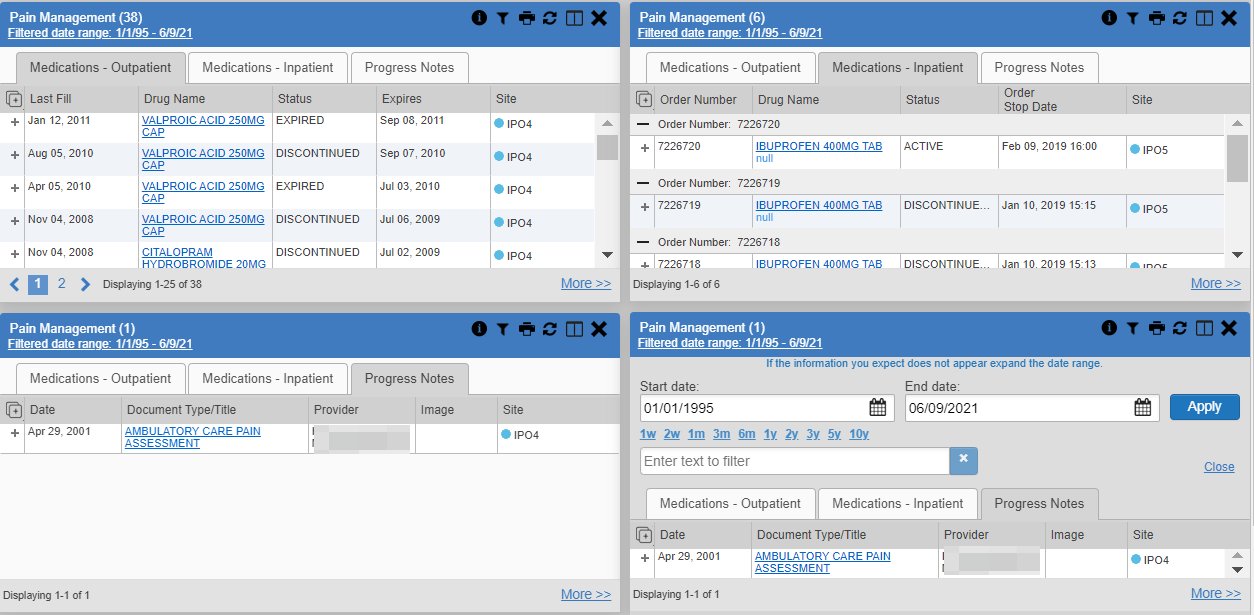 Pain Management (38)
Filtered date range: 1/1/95 - 6/9/21
Medications - Outpatient Medications - Inpatient Progress Notes
Last Fill Drug Name Status Expires Site
Jan 12, 2011 VALPROIC ACID 250MG EXPIRED Sep 08, 2011 IPO4
CAP
Aug 05, 2010 VALPROIC ACID 250MG DISCONTINUED Sep 07, 2010 IPO4
CAP
Apr 05, 2010 VALPROIC ACID 250MG EXPIRED Jul 03, 2010 IPO4
CAP
Nov 04, 2008 VALPROIC ACID 250MG DISCONTINUED Jul 06, 2009 IPO4
CAP
Nov 04, 2008 CITALOPRAM DISCONTINUED Jul 02, 2009 IPO4
HYDROBROMIDE 20MG
1 2 Displaying 1-25 of 38 More >>
Pain Management (6)
Filtered date range: 1/1/95 - 6/9/21
Medications - Outpatient Medications - Inpatient Progress Notes
Order Number Drug Name Status Order Site
Stop Date
Order Number: 7226720
7226720 IBUPROFEN 400MG TAB ACTIVE Feb 09, 2019 16:00 IPO5
null
Order Number: 7226719
7226719 IBUPROFEN 400MG TAB DISCONTINUE... Jan 10, 2019 15:15 IPO5
null
Order Number: 7226718
7226718 IBUPROFEN 400MG TAB DISCONTINUE... Jan 10, 2019 15:13 IPO5
Displaying 1-6 of 6 More >>
Pain Management (1)
Filtered date range: 1/1/95 - 6/9/21
Medications - Outpatient Medications - Inpatient Progress Notes
Date Document Type/Title Provider Image Site
Apr 29, 2001 AMBULATORY CARE PAIN IPO4
ASSESSMENT
Displaying 1-1 of 1 More >>
Pain Management (1)
Filtered date range: 1/1/95 - 6/9/21
If the information you expect does not appear expand the date range.
Start date: End date:
01/01/1995 06/09/2021 Apply
1w 2w 1m 3m 6m 1y 2y 3y 5y 10y
Enter text to filter Close
Medications - Outpatient Medications - Inpatient Progress Notes
Date Document Type/Title Provider Image Site
Apr 29, 2001 AMBULATORY CARE PAIN IPO4
ASSESSMENT
Displaying 1-1 of 1 More >>